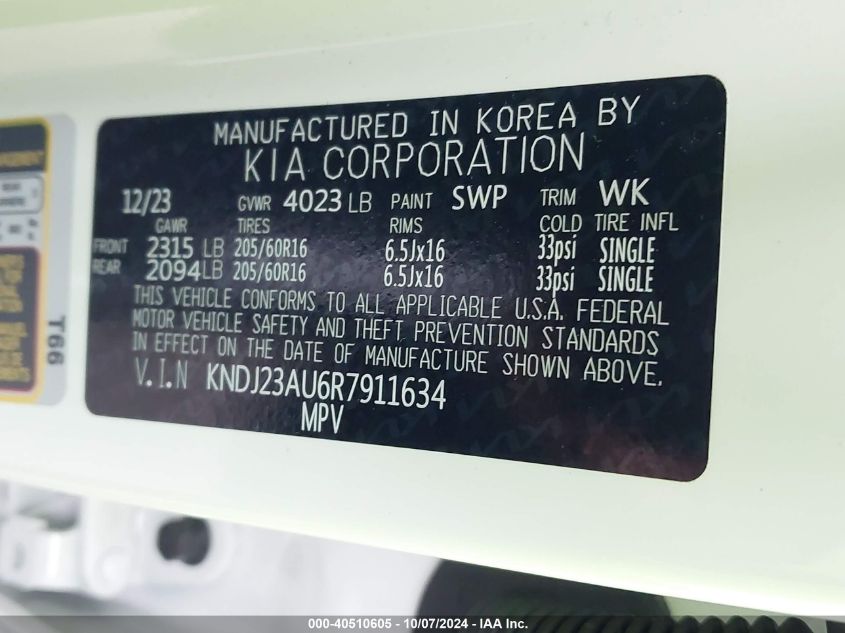 MANUFACTURED IN KOREA BY
KIA CORPORATION
12/23 GVWR 4023 LB PAINT SWP TRIM WK
GAWR TIRES RIMS COLD TIRE INFL
FRONT 2315 LB 205/60R16 6.5Jx16 33psi SINGLE
REAR 2094 LB 205/60R16 6.5Jx16 33psi SINGLE
THIS VEHICLE CONFORMS TO ALL APPLICABLE U.S.A. FEDERAL
MOTOR VEHICLE SAFETY AND THEFT PREVENTION STANDARDS
IN EFFECT ON THE DATE OF MANUFACTURE SHOWN ABOVE.
V.I.N KNDJ23AU6R7911634
MPV
T66
000-40510605 - 10/07/2024 - IAA Inc.